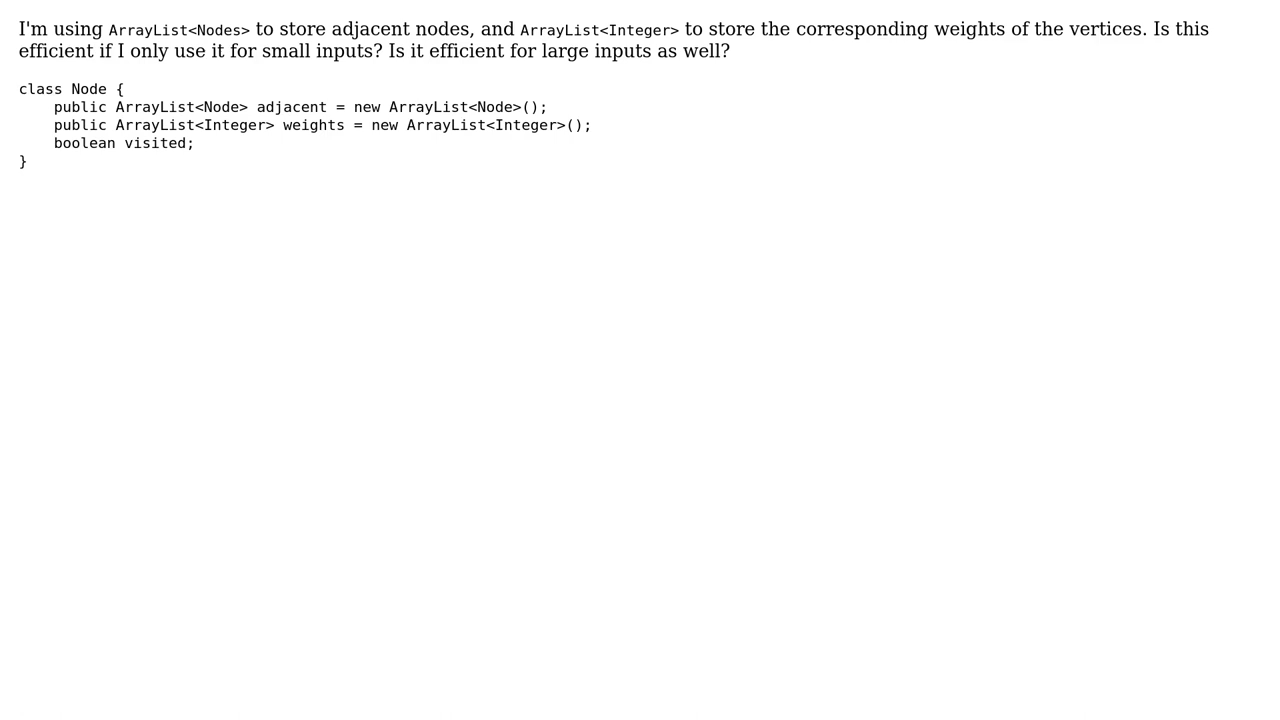 I'm using ArrayList<Nodes> to store adjacent nodes, and ArrayList<Integer> to store the corresponding weights of the vertices. Is this
efficient if I only use it for small inputs? Is it efficient for large inputs as well?
class Node {
    public ArrayList<Node> adjacent = new ArrayList<Node>();
    public ArrayList<Integer> weights = new ArrayList<Integer>();
    boolean visited;
}